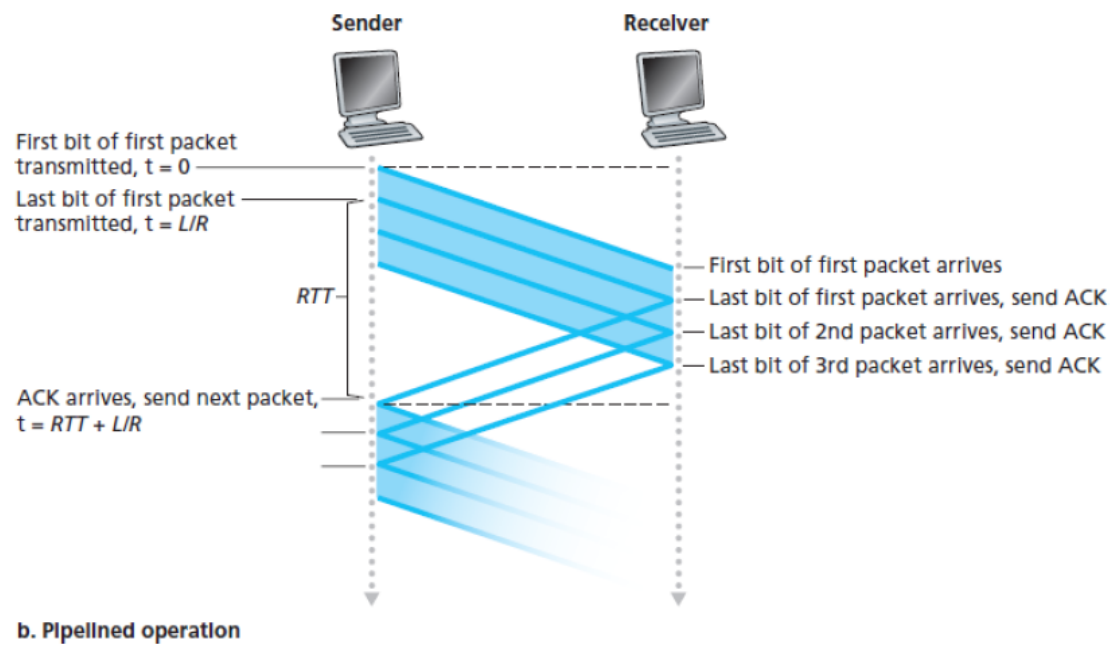 Sender
Receiver
First bit of first packet
transmitted, t = 0
Last bit of first packet
transmitted, t = L/R
First bit of first packet arrives
RTT
Last bit of first packet arrives, send ACK
Last bit of 2nd packet arrives, send ACK
Last bit of 3rd packet arrives, send ACK
ACK arrives, send next packet,
t = RTT + L/R
b. Pipelined operation